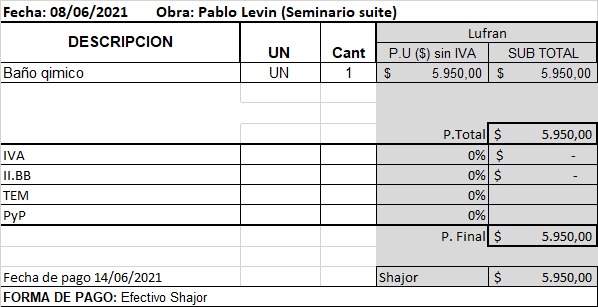 Fecha: 08/06/2021 Obra: Pablo Levin (Seminario suite)
Lufran
DESCRIPCION UN Cant P.U ($) sin IVA SUB TOTAL
Baño qimico UN 1 $ 5.950,00 $ 5.950,00
P.Total $ 5.950,00
IVA 0% $ -
II.BB 0% $ -
TEM 0%
PyP 0%
P. Final $ 5.950,00
Fecha de pago 14/06/2021 Shajor $ 5.950,00
FORMA DE PAGO: Efectivo Shajor